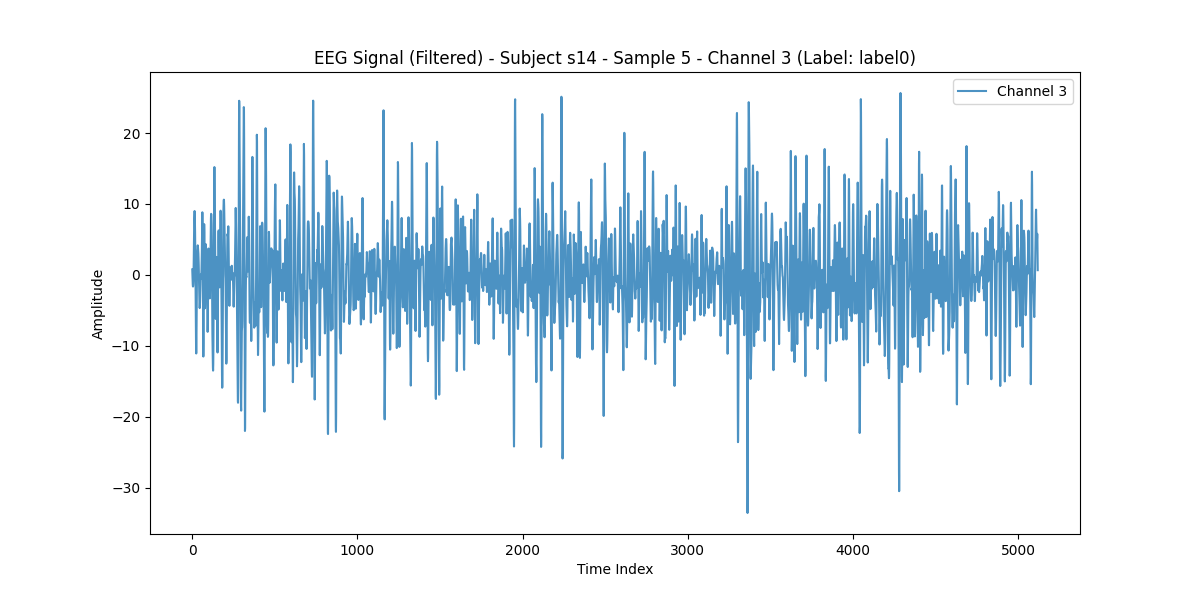 EEG Signal (Filtered) - Subject s14 - Sample 5 - Channel 3 (Label: label0)
Channel 3
20
10
0
−10
−20
−30
Amplitude
0 1000 2000 3000 4000 5000
Time Index